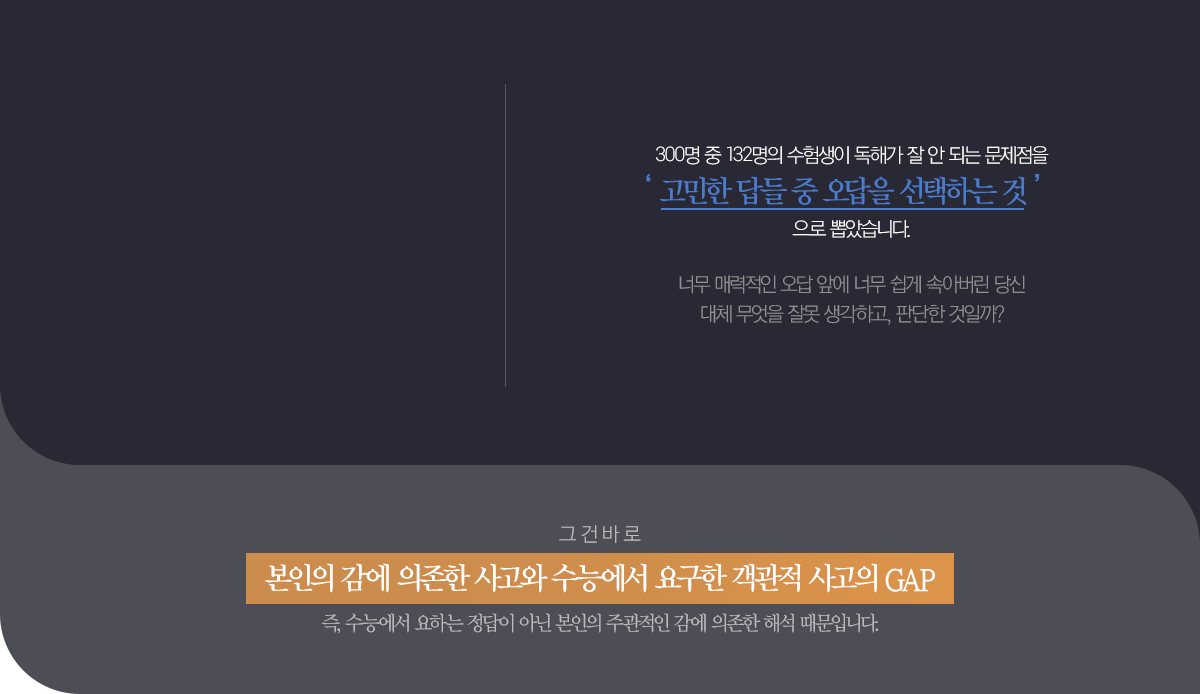 300명 중 132명의 수험생이 독해가 잘 안 되는 문제점을
‘ 고민한 답들 중 오답을 선택하는 것 ’
으로 뽑았습니다.
너무 매력적인 오답 앞에 너무 쉽게 속아버린 당신
대체 무엇을 잘못 생각하고, 판단한 것일까?
그건바로
본인의 감에 의존한 사고와 수능에서 요구한 객관적 사고의 GAP
즉, 수능에서 요하는 정답이 아닌 본인의 주관적인 감에 의존한 해석 때문입니다.